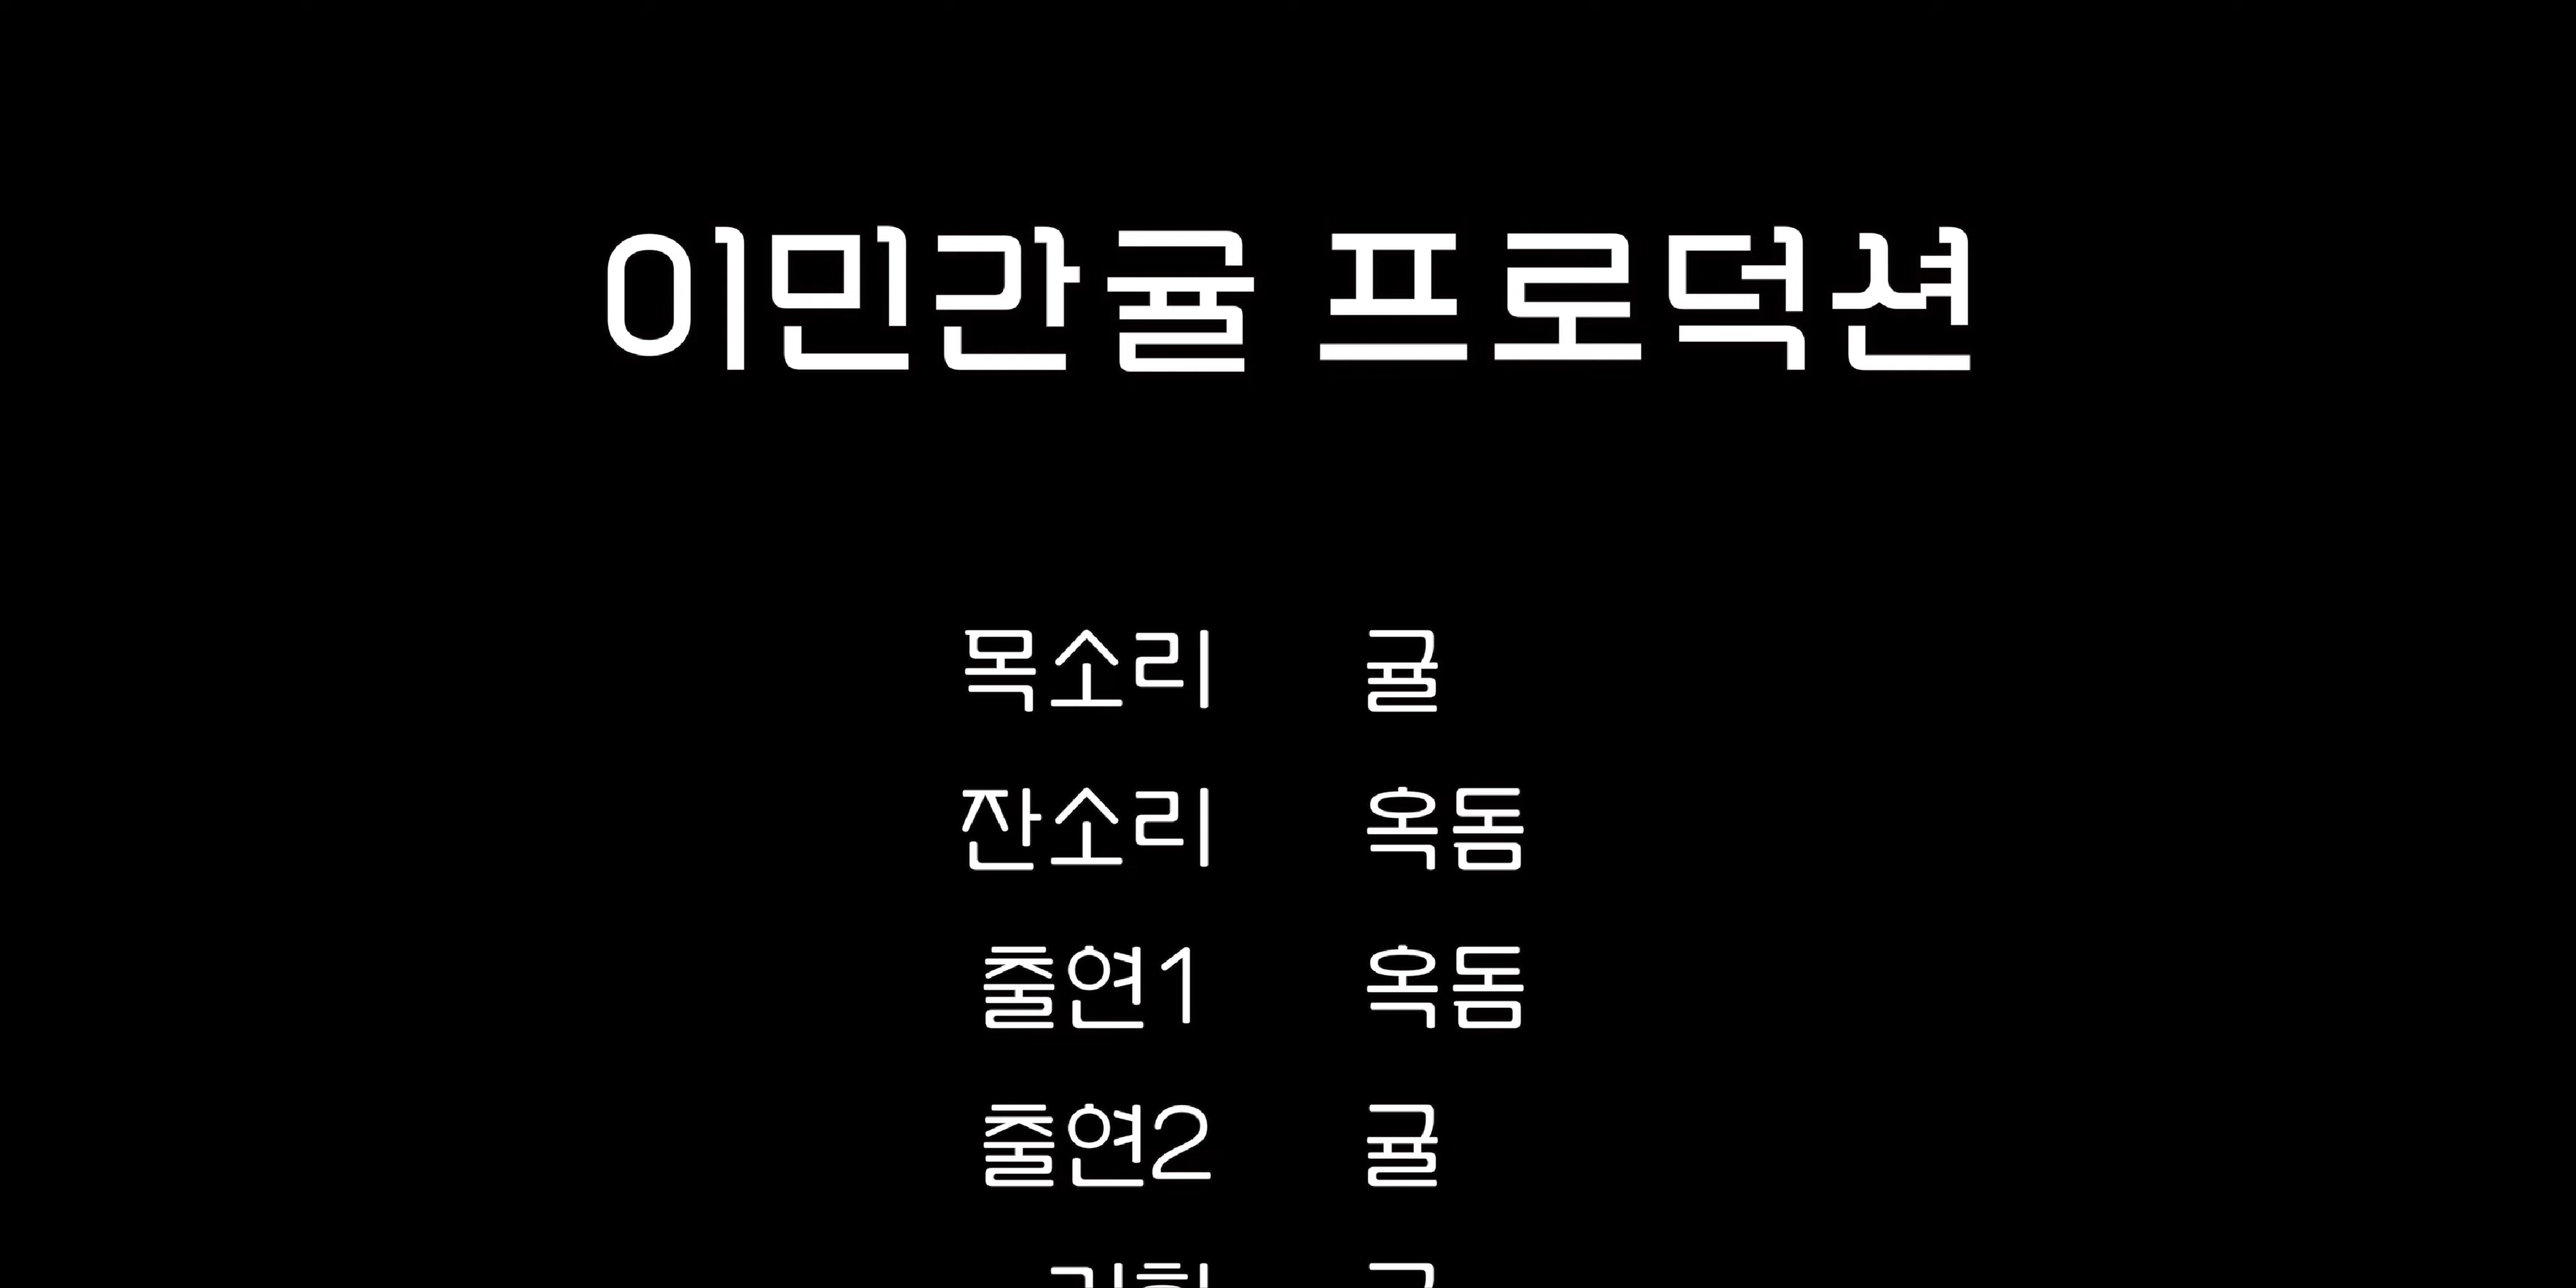 이민간귤 프로덕션
목소리 귤
잔소리 옥돔
출연1 옥돔
출연2 귤